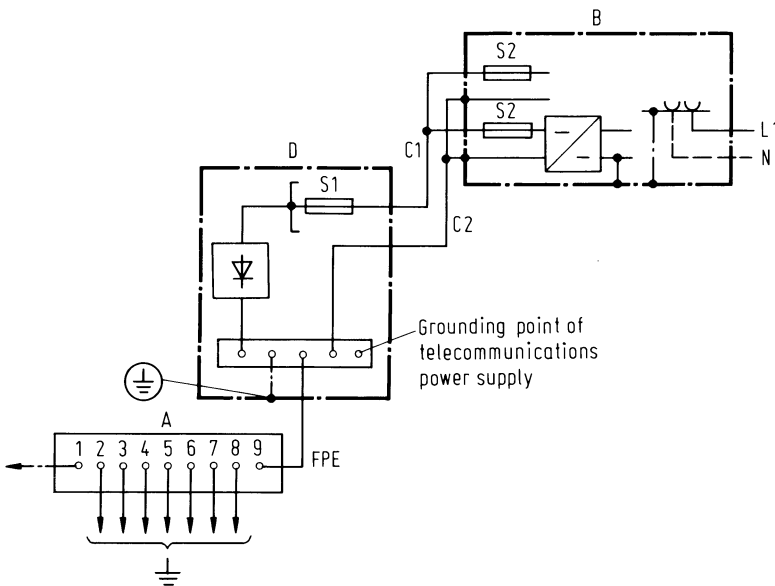 B
S2
S2
L1
N
D
C1
S1
C2
Grounding point of
telecommunications
power supply
A
1 2 3 4 5 6 7 8 9
FPE